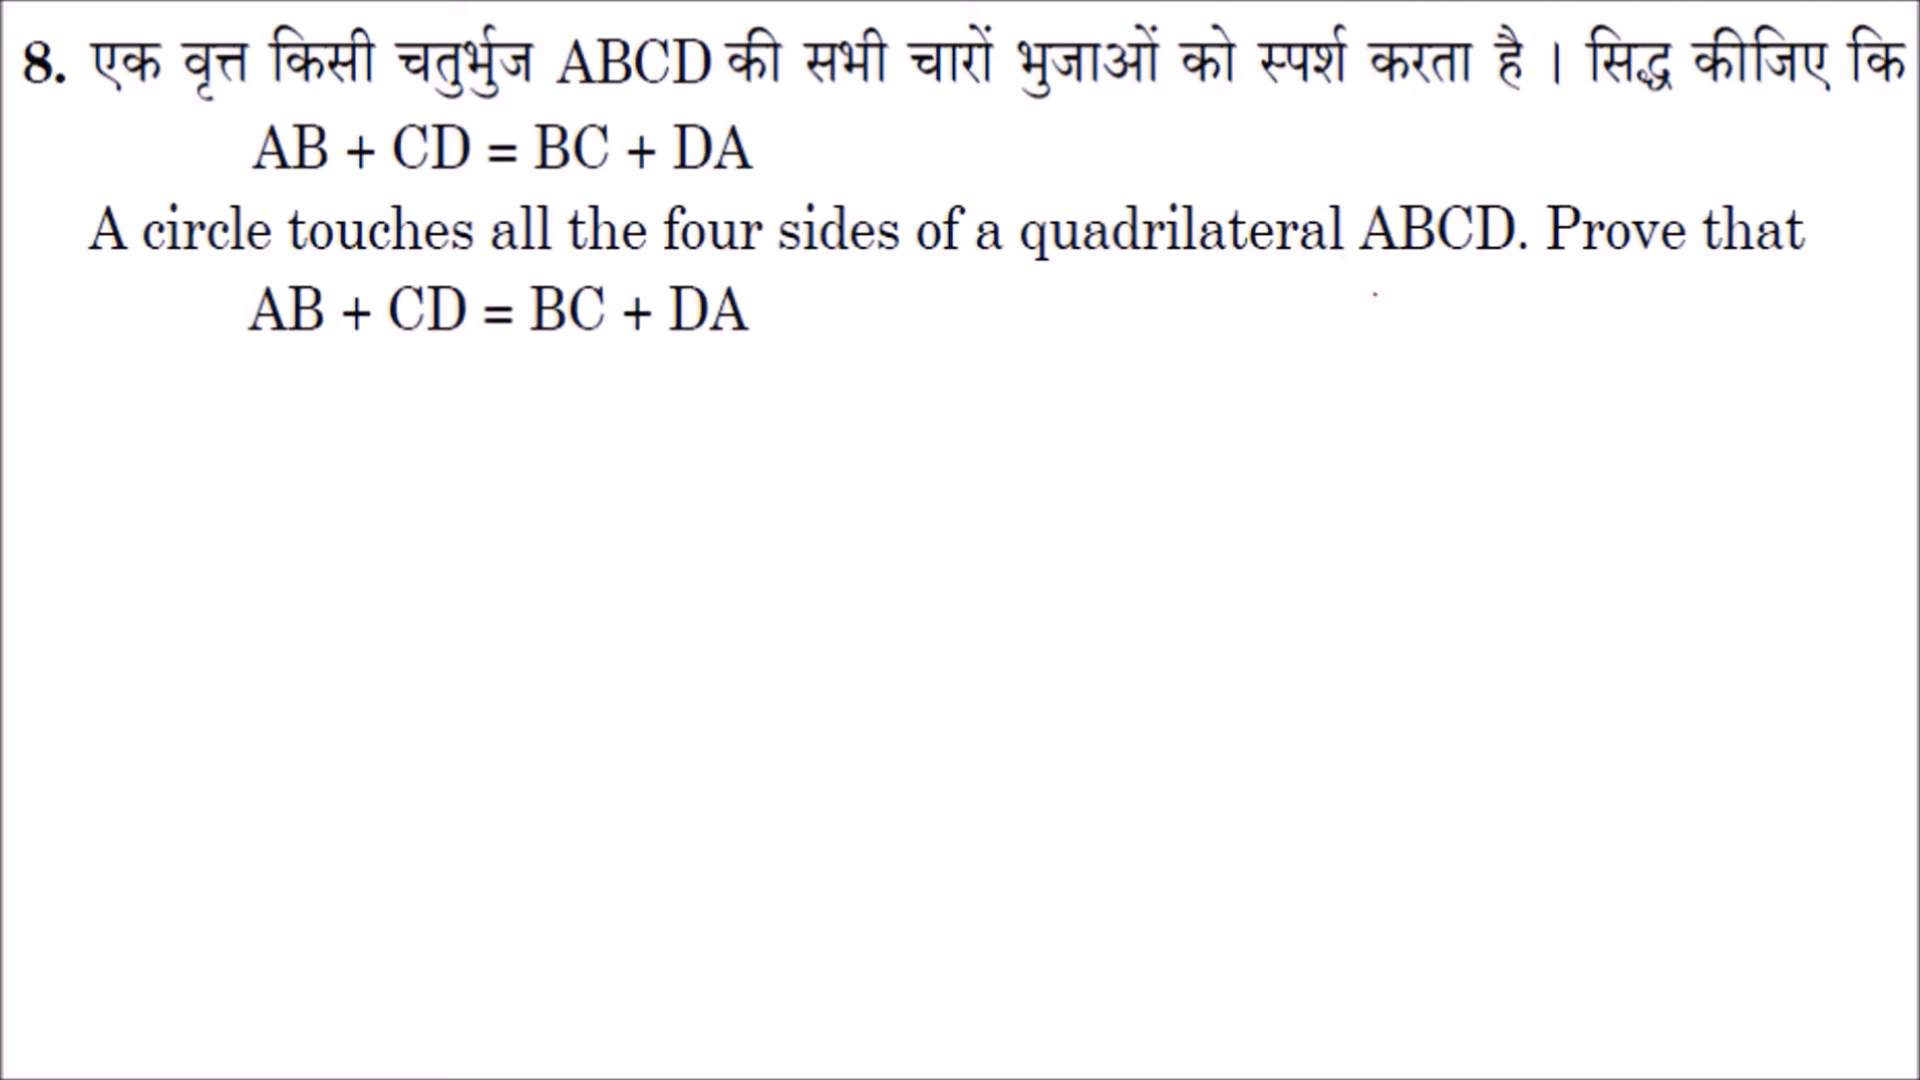 8. एक वृत्त किसी चतुर्भुज ABCD की सभी चारों भुजाओं को स्पर्श करता है । सिद्ध कीजिए कि
AB + CD = BC + DA
A circle touches all the four sides of a quadrilateral ABCD. Prove that
AB + CD = BC + DA